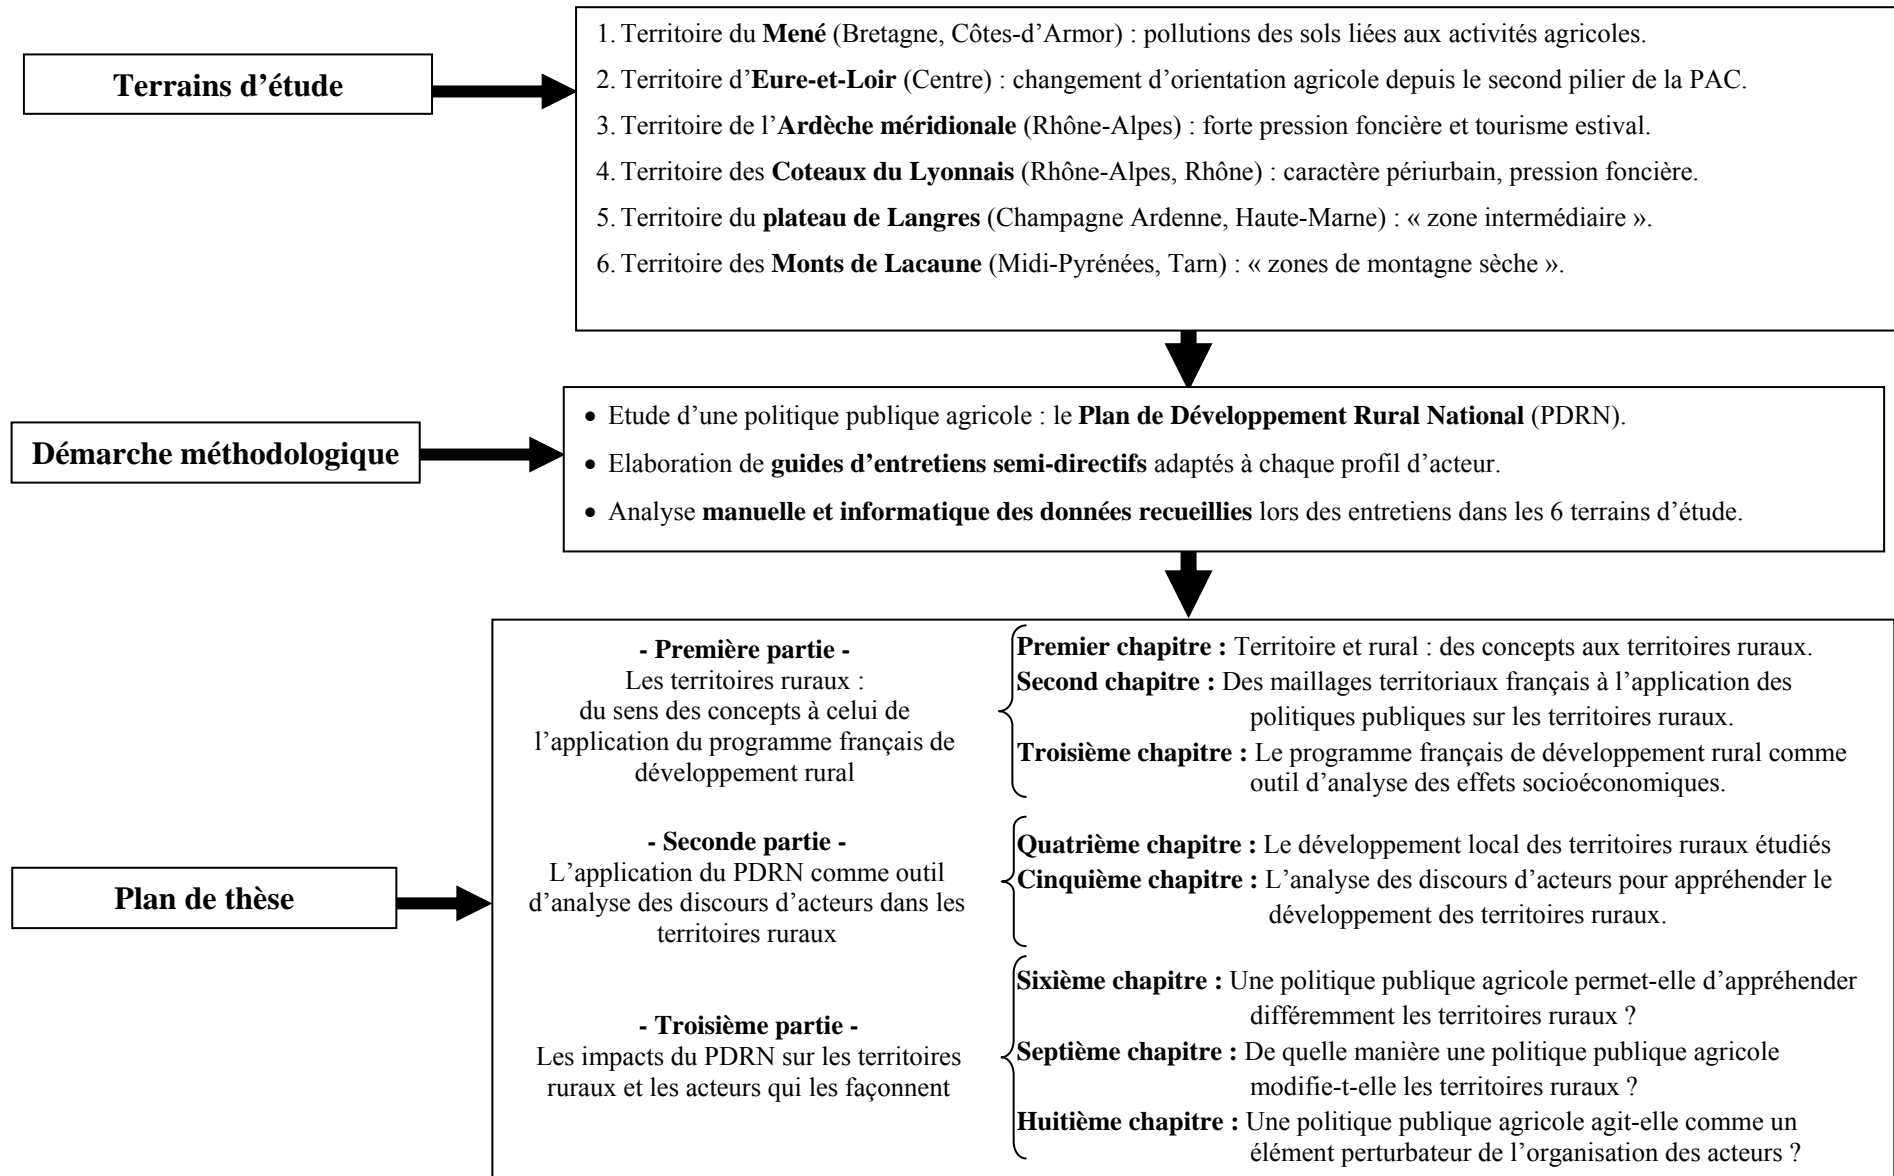 Terrains d’étude
1. Territoire du Mené (Bretagne, Côtes-d’Armor) : pollutions des sols liées aux activités agricoles.
2. Territoire d’Eure-et-Loir (Centre) : changement d’orientation agricole depuis le second pilier de la PAC.
3. Territoire de l’Ardèche méridionale (Rhône-Alpes) : forte pression foncière et tourisme estival.
4. Territoire des Coteaux du Lyonnais (Rhône-Alpes, Rhône) : caractère périurbain, pression foncière.
5. Territoire du plateau de Langres (Champagne Ardenne, Haute-Marne) : « zone intermédiaire ».
6. Territoire des Monts de Lacaune (Midi-Pyrénées, Tarn) : « zones de montagne sèche ».
Démarche méthodologique
• Etude d’une politique publique agricole : le Plan de Développement Rural National (PDRN).
• Elaboration de guides d’entretiens semi-directifs adaptés à chaque profil d’acteur.
• Analyse manuelle et informatique des données recueillies lors des entretiens dans les 6 terrains d’étude.
Plan de thèse
- Première partie -
Les territoires ruraux :
du sens des concepts à celui de
l’application du programme français de
développement rural
Premier chapitre : Territoire et rural : des concepts aux territoires ruraux.
Second chapitre : Des maillages territoriaux français à l’application des
politiques publiques sur les territoires ruraux.
Troisième chapitre : Le programme français de développement rural comme
outil d’analyse des effets socioéconomiques.
- Seconde partie -
L’application du PDRN comme outil
d’analyse des discours d’acteurs dans les
territoires ruraux
Quatrième chapitre : Le développement local des territoires ruraux étudiés
Cinquième chapitre : L’analyse des discours d’acteurs pour appréhender le
développement des territoires ruraux.
- Troisième partie -
Les impacts du PDRN sur les territoires
ruraux et les acteurs qui les façonnent
Sixième chapitre : Une politique publique agricole permet-elle d’appréhender
différemment les territoires ruraux ?
Septième chapitre : De quelle manière une politique publique agricole
modifie-t-elle les territoires ruraux ?
Huitième chapitre : Une politique publique agricole agit-elle comme un
élément perturbateur de l’organisation des acteurs ?